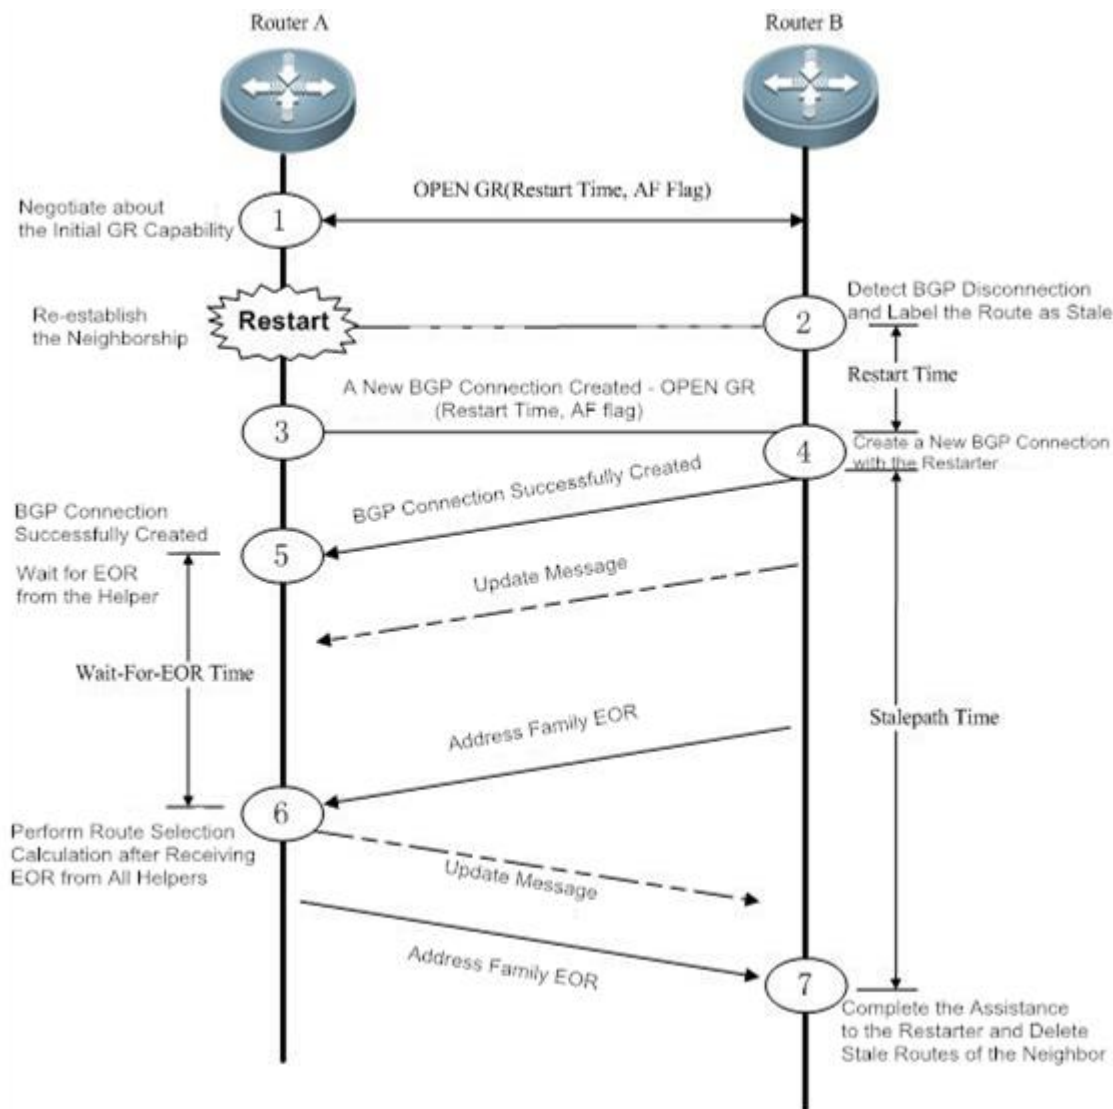 Router A
Router B
OPEN GR(Restart Time, AF Flag)
Negotiate about
the Initial GR Capability
1
Detect BGP Disconnection
and Label the Route as Stale
Re-establish
the Neighborship
Restart
2
Restart Time
A New BGP Connection Created - OPEN GR
(Restart Time, AF flag)
3
4
Create a New BGP Connection
with the Restarter
BGP Connection Successfully Created
BGP Connection
Successfully Created
5
Wait for EOR
from the Helper
Update Message
Wait-For-EOR Time
Stalepath Time
Address Family EOR
6
Perform Route Selection
Calculation after Receiving
EOR from All Helpers
Update Message
Address Family EOR
7
Complete the Assistance
to the Restarter and Delete
Stale Routes of the Neighbor